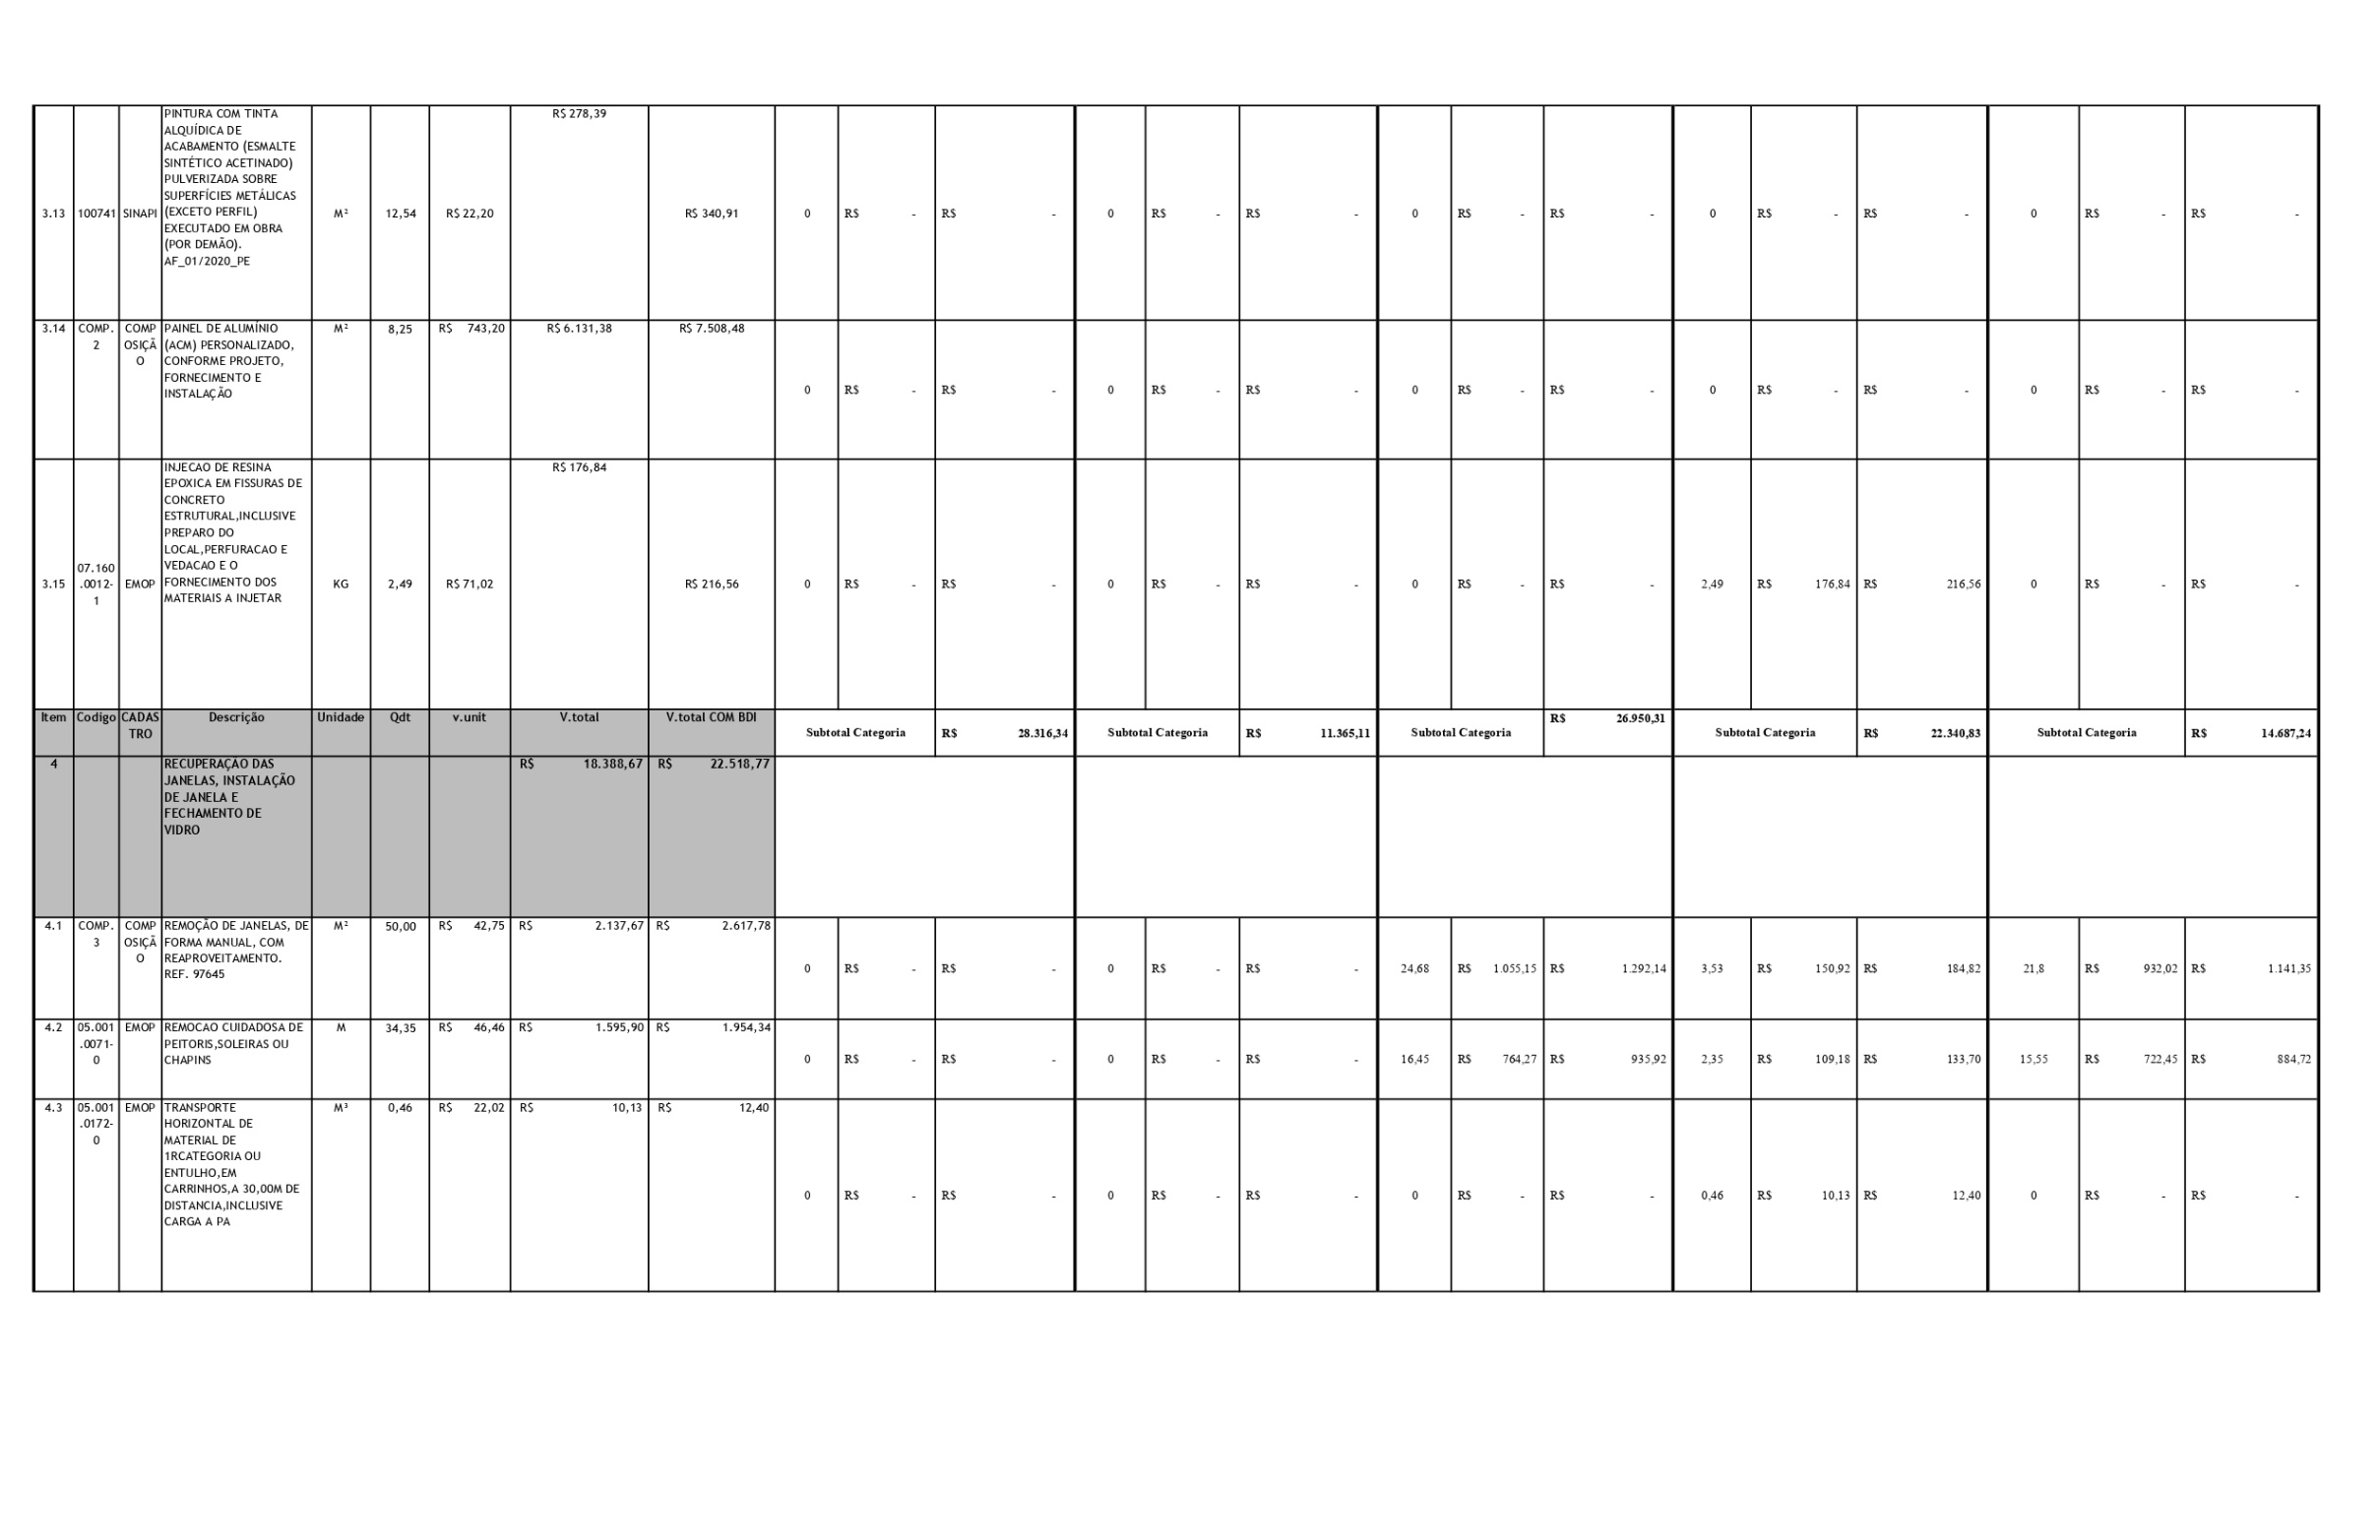 PINTURA COM TINTA
ALQUÍDICA DE
ACABAMENTO (ESMALTE
SINTÉTICO ACETINADO)
PULVERIZADA SOBRE
SUPERFÍCIES METÁLICAS
(EXCETO PERFIL)
EXECUTADO EM OBRA
(POR DEMÃO).
AF_01/2020_PE
R$ 278,39
3.13 100741 SINAPI M² 12,54 R$ 22,20 R$ 340,91 0 R$ - R$ - 0 R$ - R$ - 0 R$ - R$ - 0 R$ - R$ - 0 R$ - R$ -
3.14 COMP. 2 COMP OSIÇÃ O
PAINEL DE ALUMÍNIO
(ACM) PERSONALIZADO,
CONFORME PROJETO,
FORNECIMENTO E
INSTALAÇÃO
M² 8,25 R$ 743,20 R$ 6.131,38 R$ 7.508,48
0 R$ - R$ - 0 R$ - R$ - 0 R$ - R$ - 0 R$ - R$ - 0 R$ - R$ -
INJECAO DE RESINA
EPOXICA EM FISSURAS DE
CONCRETO
ESTRUTURAL,INCLUSIVE
PREPARO DO
LOCAL,PERFURACAO E
VEDACAO E O
FORNECIMENTO DOS
MATERIAIS A INJETAR
R$ 176,84
3.15 07.160 .0012- 1 EMOP KG 2,49 R$ 71,02 R$ 216,56 0 R$ - R$ - 0 R$ - R$ - 0 R$ - R$ - 2,49 R$ 176,84 R$ 216,56 0 R$ - R$ -
Item Codigo CADAS TRO Descrição Unidade Qdt v.unit V.total V.total COM BDI
Subtotal Categoria R$ 28.316,34 Subtotal Categoria R$ 11.365,11 Subtotal Categoria R$ 26.950,31 Subtotal Categoria R$ 22.340,83 Subtotal Categoria R$ 14.687,24
4
RECUPERAÇÃO DAS
JANELAS, INSTALAÇÃO
DE JANELA E
FECHAMENTO DE
VIDRO
R$ 18.388,67 R$ 22.518,77
4.1 COMP. 3 COMP OSIÇÃ O
REMOÇÃO DE JANELAS, DE
FORMA MANUAL, COM
REAPROVEITAMENTO.
REF. 97645
M² 50,00 R$ 42,75 R$ 2.137,67 R$ 2.617,78
0 R$ - R$ - 0 R$ - R$ - 24,68 R$ 1.055,15 R$ 1.292,14 3,53 R$ 150,92 R$ 184,82 21,8 R$ 932,02 R$ 1.141,35
4.2 05.001 .0071- 0 EMOP
REMOCAO CUIDADOSA DE
PEITORIS,SOLEIRAS OU
CHAPINS
M 34,35 R$ 46,46 R$ 1.595,90 R$ 1.954,34
0 R$ - R$ - 0 R$ - R$ - 16,45 R$ 764,27 R$ 935,92 2,35 R$ 109,18 R$ 133,70 15,55 R$ 722,45 R$ 884,72
4.3 05.001 .0172- 0 EMOP
TRANSPORTE
HORIZONTAL DE
MATERIAL DE
1RCATEGORIA OU
ENTULHO,EM
CARRINHOS,A 30,00M DE
DISTANCIA,INCLUSIVE
CARGA A PA
M³ 0,46 R$ 22,02 R$ 10,13 R$ 12,40
0 R$ - R$ - 0 R$ - R$ - 0 R$ - R$ - 0,46 R$ 10,13 R$ 12,40 0 R$ - R$ -